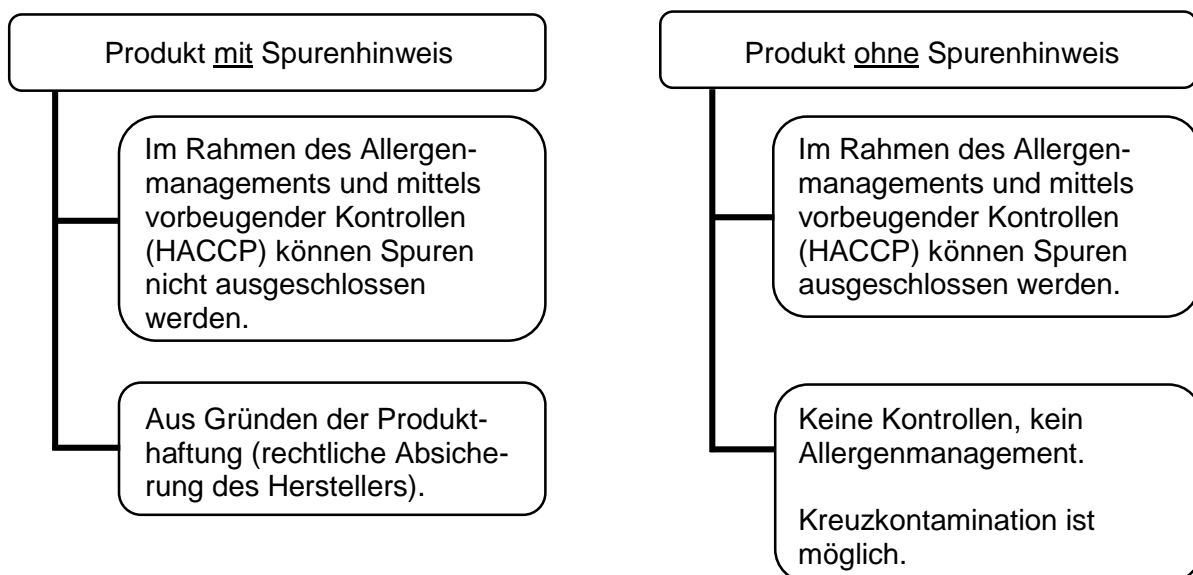 Produkt mit Spurenhinweis
Im Rahmen des Allergen-
managements und mittels
vorbeugender Kontrollen
(HACCP) können Spuren
nicht ausgeschlossen
werden.
Aus Gründen der Produkt-
haftung (rechtliche Absiche-
rung des Herstellers).
Produkt ohne Spurenhinweis
Im Rahmen des Allergen-
managements und mittels
vorbeugender Kontrollen
(HACCP) können Spuren
ausgeschlossen werden.
Keine Kontrollen, kein
Allergenmanagement.
Kreuzkontamination ist
möglich.